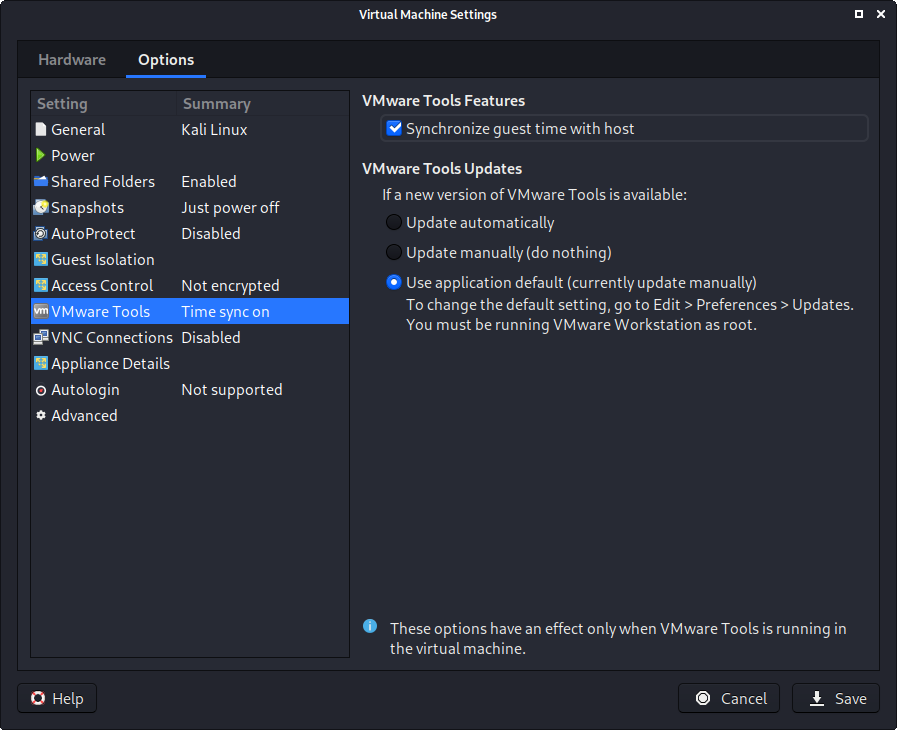 Virtual Machine Settings
Hardware Options
Setting Summary
General Kali Linux
Power
Shared Folders Enabled
Snapshots Just power off
AutoProtect Disabled
Guest Isolation
Access Control Not encrypted
vm VMware Tools Time sync on
VNC Connections Disabled
Appliance Details
Autologin Not supported
Advanced
VMware Tools Features
Synchronize guest time with host
VMware Tools Updates
If a new version of VMware Tools is available:
Update automatically
Update manually (do nothing)
Use application default (currently update manually)
To change the default setting, go to Edit > Preferences > Updates.
You must be running VMware Workstation as root.
These options have an effect only when VMware Tools is running in
the virtual machine.
Help Cancel Save